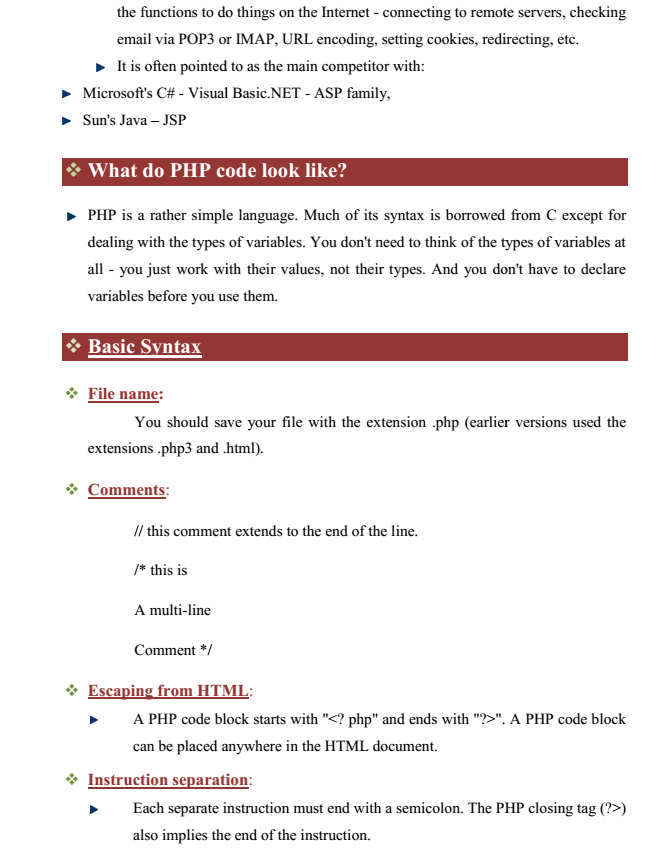 the functions to do things on the Internet - connecting to remote servers, checking
email via POP3 or IMAP, URL encoding, setting cookies, redirecting, etc.
► It is often pointed to as the main competitor with:
► Microsoft's C# - Visual Basic.NET - ASP family,
► Sun's Java – JSP
❖ What do PHP code look like?
► PHP is a rather simple language. Much of its syntax is borrowed from C except for
dealing with the types of variables. You don't need to think of the types of variables at
all - you just work with their values, not their types. And you don't have to declare
variables before you use them.
❖ Basic Syntax
❖ File name:
You should save your file with the extension .php (earlier versions used the
extensions .php3 and .html).
❖ Comments:
// this comment extends to the end of the line.
/* this is
A multi-line
Comment */
❖ Escaping from HTML:
► A PHP code block starts with "<? php" and ends with "?>". A PHP code block
can be placed anywhere in the HTML document.
❖ Instruction separation:
► Each separate instruction must end with a semicolon. The PHP closing tag (?>)
also implies the end of the instruction.